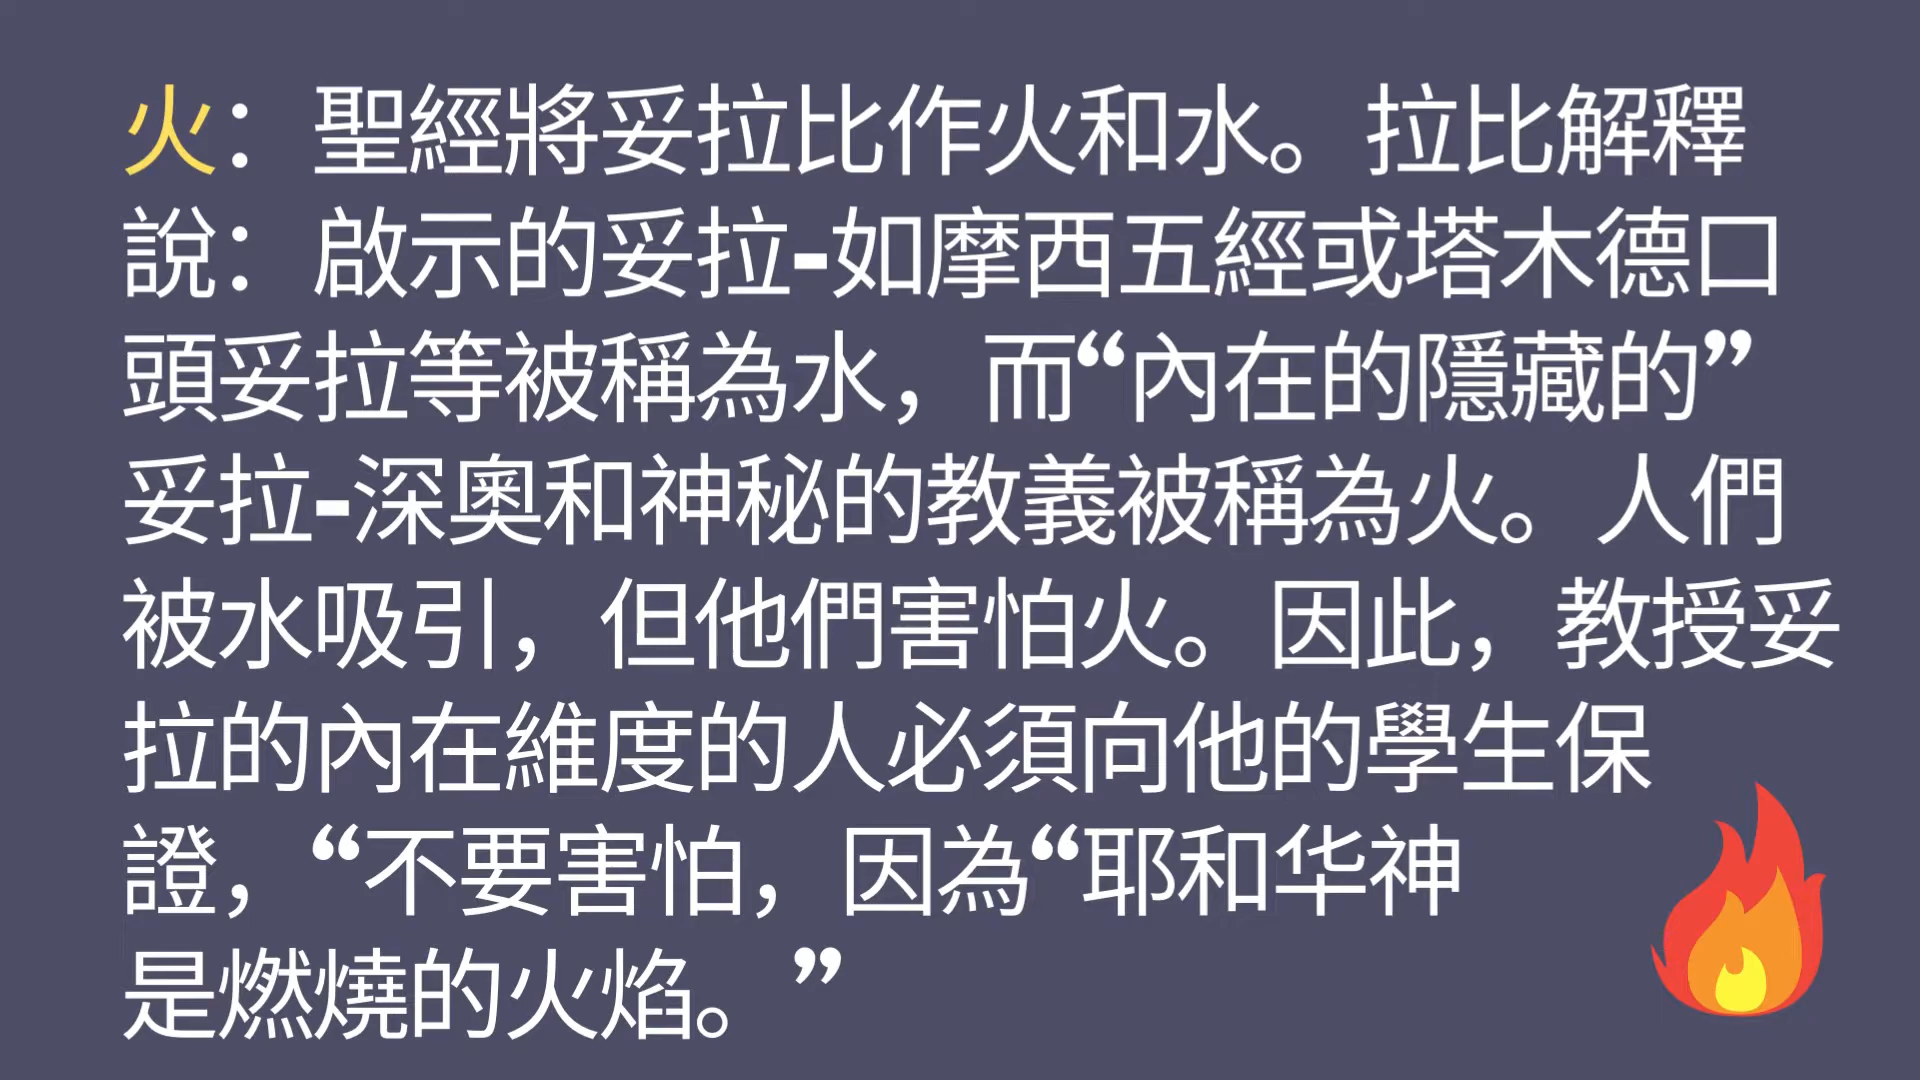 火：聖經將妥拉比作火和水。拉比解釋
說：啟示的妥拉-如摩西五經或塔木德口
頭妥拉等被稱為水，而“內在的隱藏的”
妥拉-深奧和神秘的教義被稱為火。人們
被水吸引，但他們害怕火。因此，教授妥
拉的內在維度的人必須向他的學生保
證，“不要害怕，因為“耶和华神
是燃燒的火焰。”